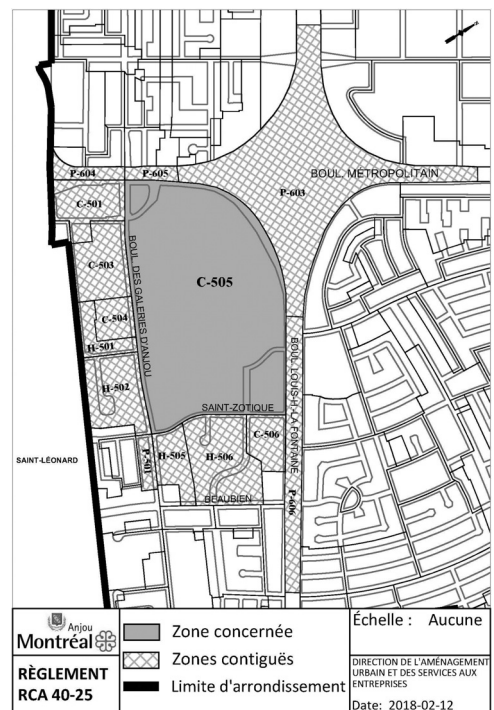 P-604
P-605
BOUL. MÉTROPOLITAIN
P-603
C-501
C-503
BOUL. DES GALERIES D'ANJOU
C-505
C-504
H-501
H-502
BOUL. LOUIS-H.-LA FONTAINE
SAINT-ZOTIQUE
C-506
SAINT-LÉONARD
P-501
H-505
H-506
BEAUBIEN
P-606
Anjou
Montréal
RÈGLEMENT
RCA 40-25
Zone concernée
Zones contiguës
Limite d'arrondissement
Échelle : Aucune
DIRECTION DE L'AMÉNAGEMENT
URBAIN ET DES SERVICES AUX
ENTREPRISES
Date: 2018-02-12